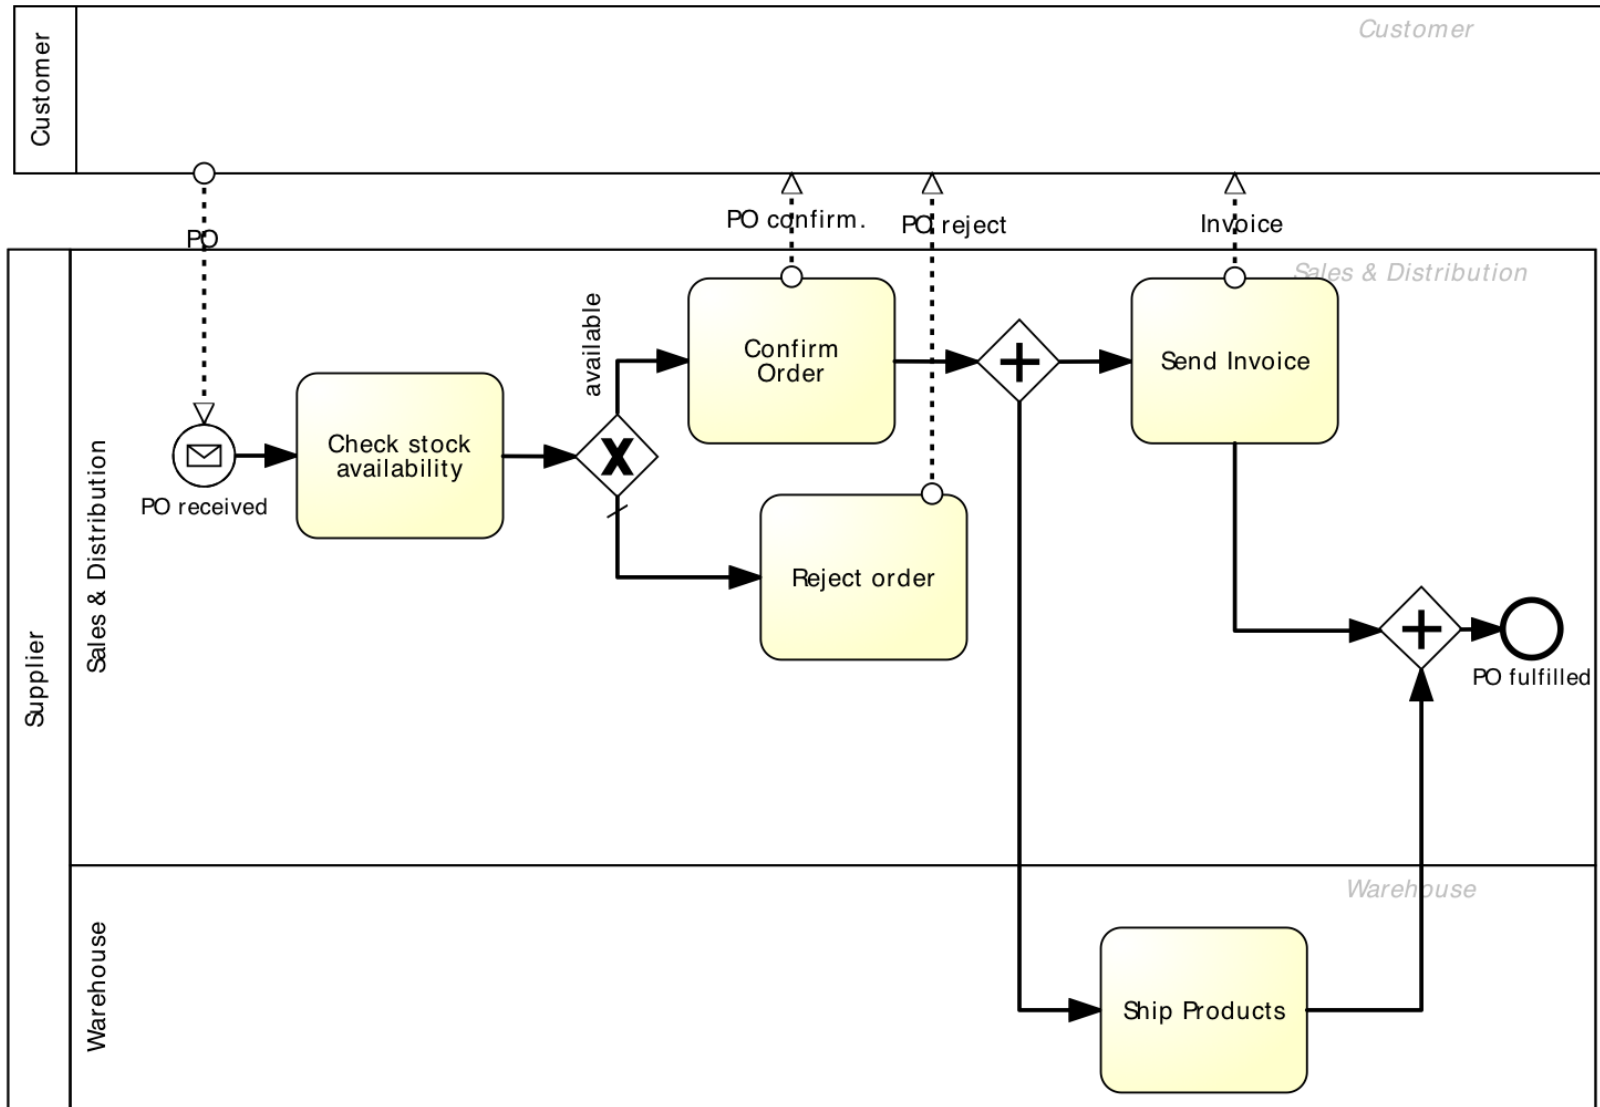 Customer
Customer
PO
PO confirm.
PO reject
Invoice
Supplier
Sales & Distribution
Sales & Distribution
PO received
Check stock
availability
X
available
Confirm
Order
Reject order
Send Invoice
PO fulfilled
Warehouse
Warehouse
Ship Products